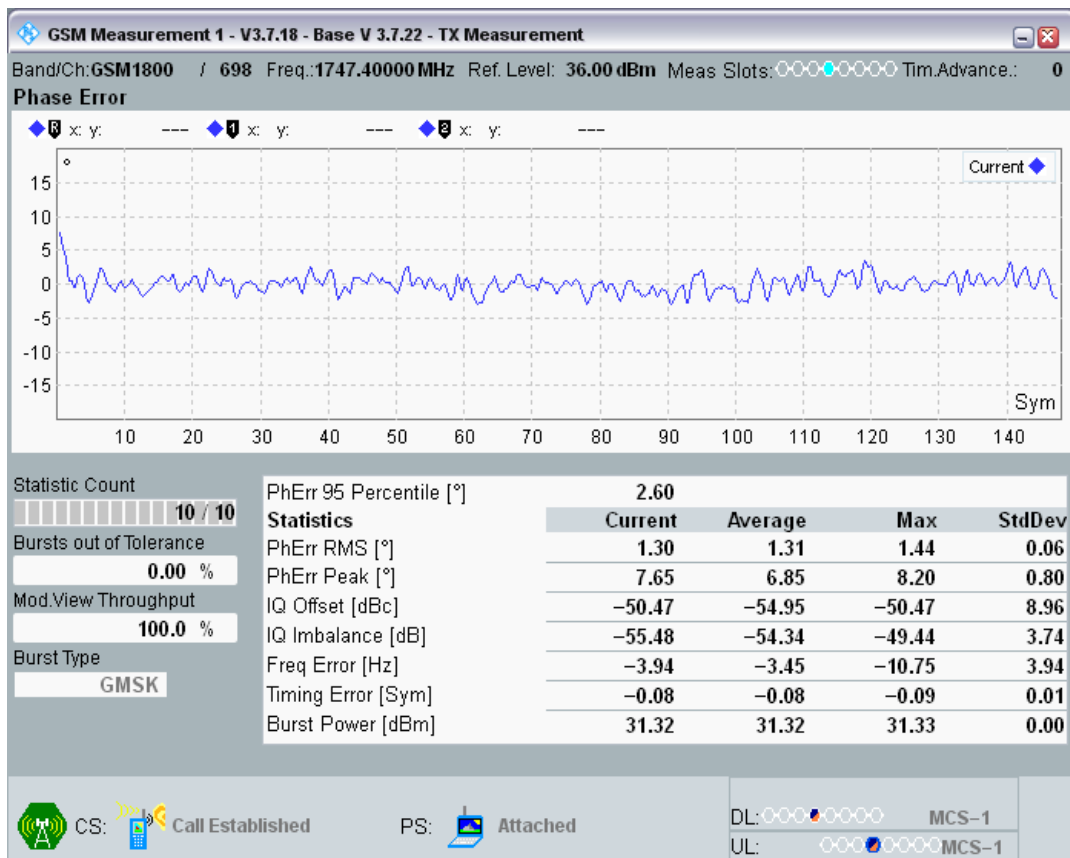 GSM Measurement 1 - V3.7.18 - Base V 3.7.22 - TX Measurement
Band/Ch:GSM1800 / 698 Freq.:1747.40000 MHz Ref. Level: 36.00 dBm Meas Slots: Tim.Advance.: 0
Phase Error
R x: y: --- 1 x: y: --- 2 x: y: ---
°
Current
15
10
5
0
-5
-10
-15
Sym
10 20 30 40 50 60 70 80 90 100 110 120 130 140
Statistic Count
10 / 10
Bursts out of Tolerance
0.00 %
Mod.View Throughput
100.0 %
Burst Type
GMSK
PhErr 95 Percentile [°] 2.60
Statistics Current Average Max StdDev
PhErr RMS [°] 1.30 1.31 1.44 0.06
PhErr Peak [°] 7.65 6.85 8.20 0.80
IQ Offset [dBc] −50.47 −54.95 −50.47 8.96
IQ Imbalance [dB] −55.48 −54.34 −49.44 3.74
Freq Error [Hz] −3.94 −3.45 −10.75 3.94
Timing Error [Sym] −0.08 −0.08 −0.09 0.01
Burst Power [dBm] 31.32 31.32 31.33 0.00
CS: Call Established PS: Attached
DL: MCS−1
UL: MCS−1